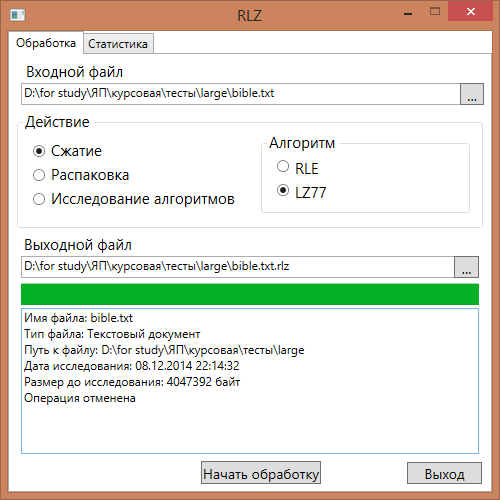 RLZ
Обработка Статистика
Входной файл
D:\for study\ЯП\курсовая\тесты\large\bible.txt ...
Действие
Сжатие
Распаковка
Исследование алгоритмов
Алгоритм
RLE
LZ77
Выходной файл
D:\for study\ЯП\курсовая\тесты\large\bible.txt.rlz ...
Имя файла: bible.txt
Тип файла: Текстовый документ
Путь к файлу: D:\for study\ЯП\курсовая\тесты\large
Дата исследования: 08.12.2014 22:14:32
Размер до исследования: 4047392 байт
Операция отменена
Начать обработку Выход